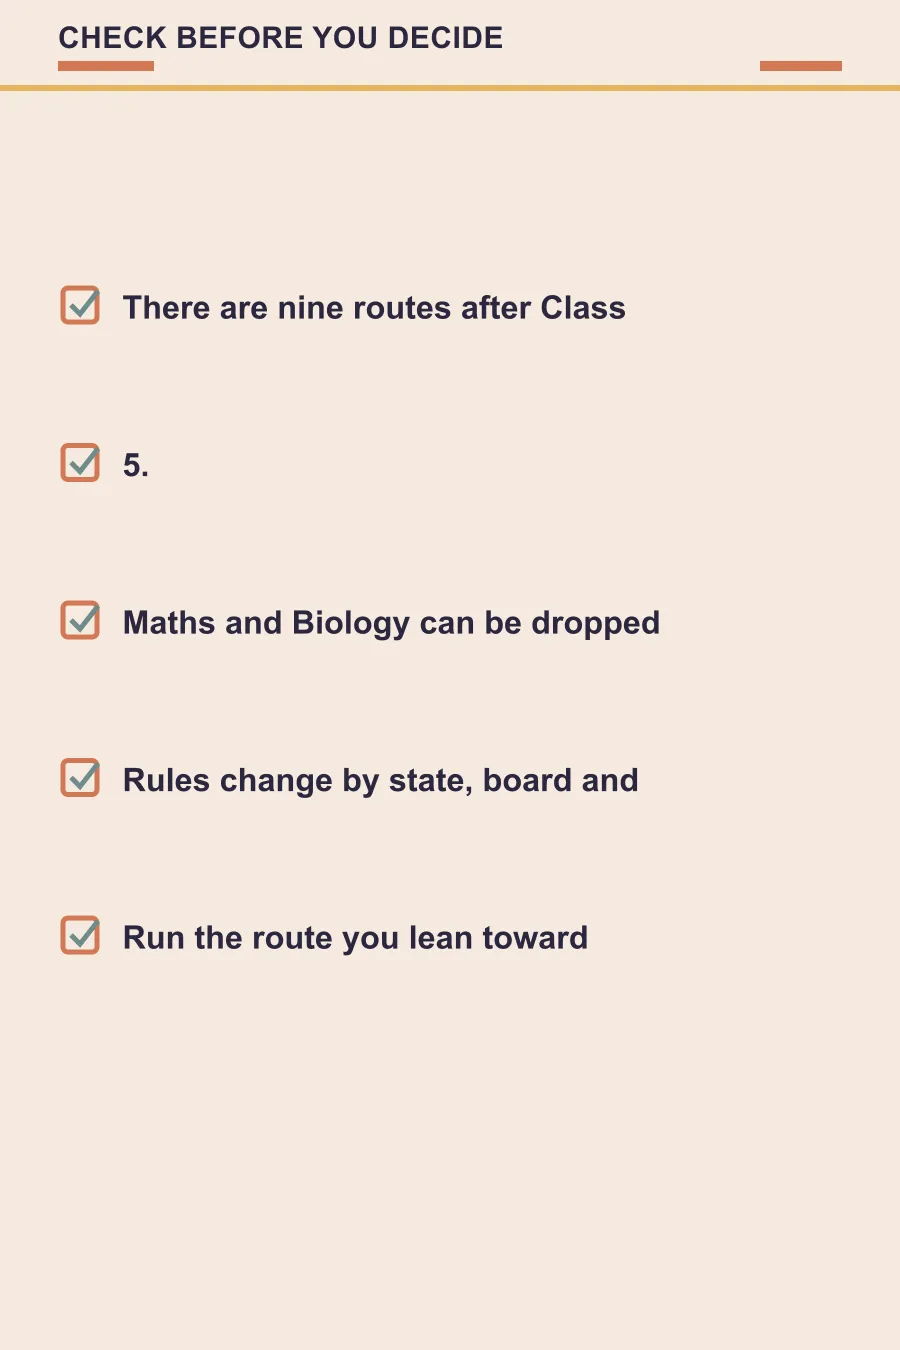 CHECK BEFORE YOU DECIDE
There are nine routes after Class
5.
Maths and Biology can be dropped
Rules change by state, board and
Run the route you lean toward